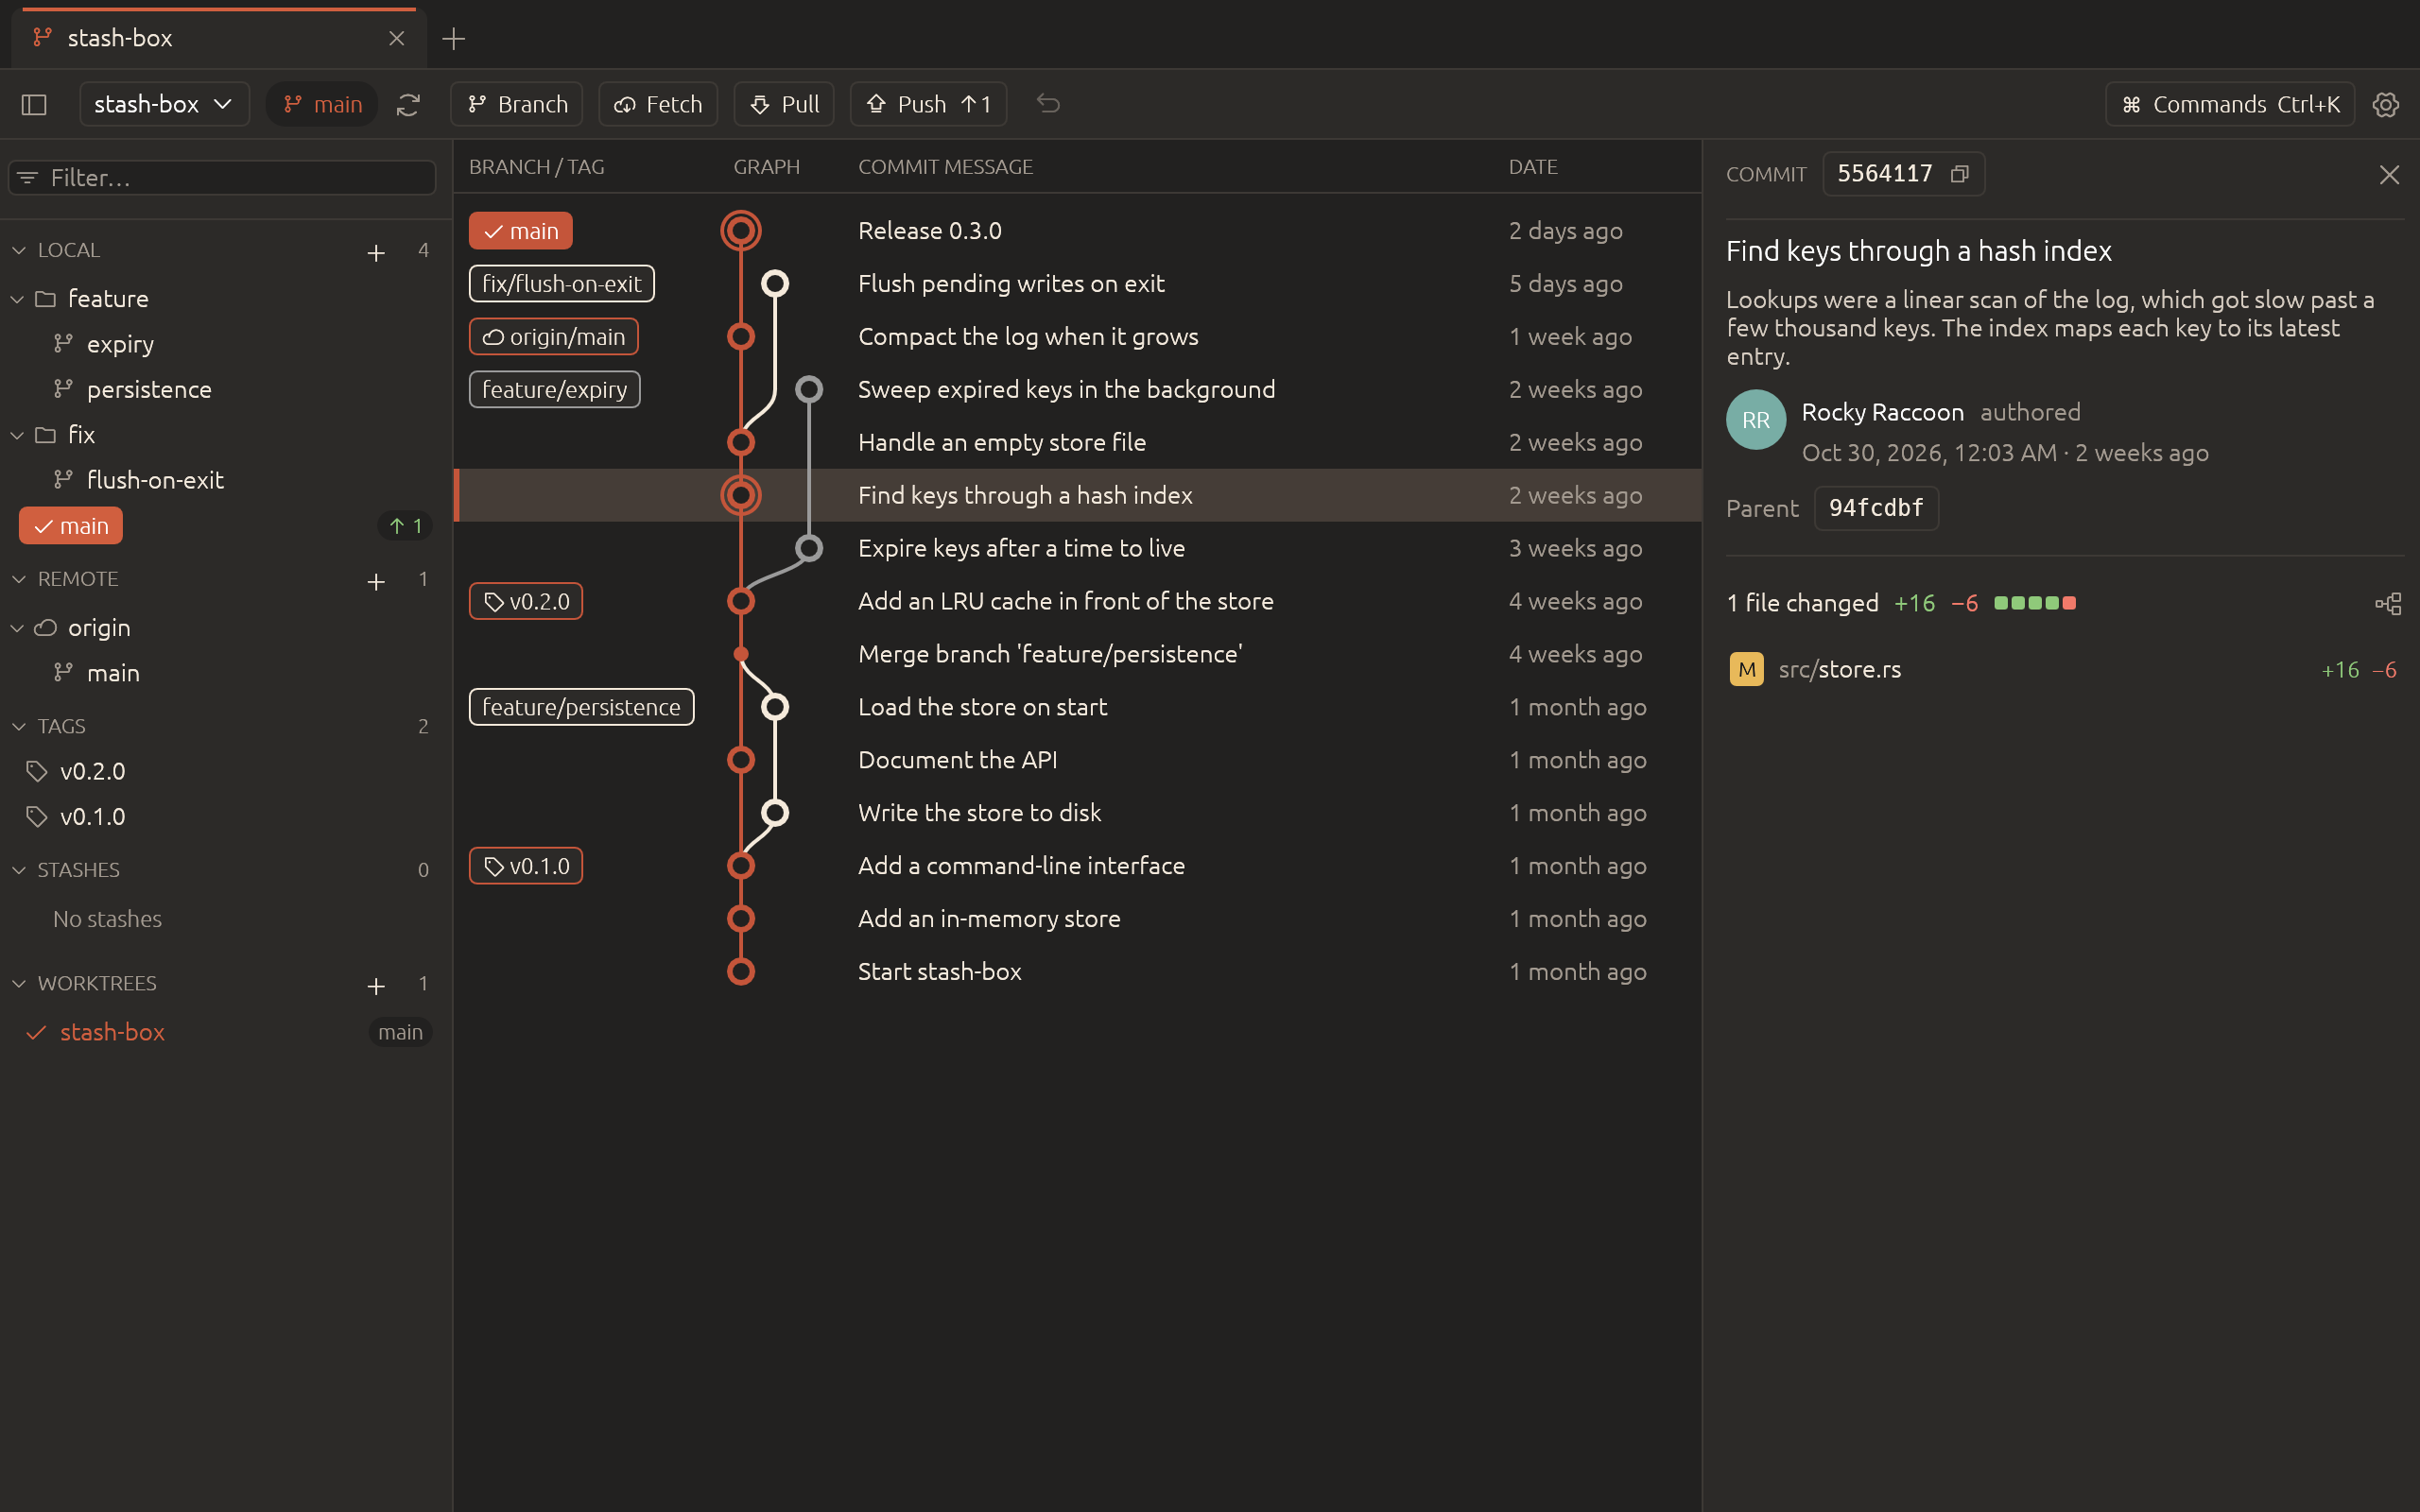 stash-box
stash-box
main
Branch
Fetch
Pull
Push ↑1
⌘ Commands Ctrl+K
Filter…
LOCAL + 4
feature
expiry
persistence
fix
flush-on-exit
main ↑ 1
REMOTE + 1
origin
main
TAGS 2
v0.2.0
v0.1.0
STASHES 0
No stashes
WORKTREES + 1
stash-box main
BRANCH / TAG GRAPH COMMIT MESSAGE DATE
main Release 0.3.0 2 days ago
fix/flush-on-exit Flush pending writes on exit 5 days ago
origin/main Compact the log when it grows 1 week ago
feature/expiry Sweep expired keys in the background 2 weeks ago
Handle an empty store file 2 weeks ago
Find keys through a hash index 2 weeks ago
Expire keys after a time to live 3 weeks ago
v0.2.0 Add an LRU cache in front of the store 4 weeks ago
Merge branch 'feature/persistence' 4 weeks ago
feature/persistence Load the store on start 1 month ago
Document the API 1 month ago
Write the store to disk 1 month ago
v0.1.0 Add a command-line interface 1 month ago
Add an in-memory store 1 month ago
Start stash-box 1 month ago
COMMIT 5564117
Find keys through a hash index
Lookups were a linear scan of the log, which got slow past a
few thousand keys. The index maps each key to its latest
entry.
RR
Rocky Raccoon authored
Oct 30, 2026, 12:03 AM · 2 weeks ago
Parent 94fcdbf
1 file changed +16 −6
M src/store.rs +16 −6